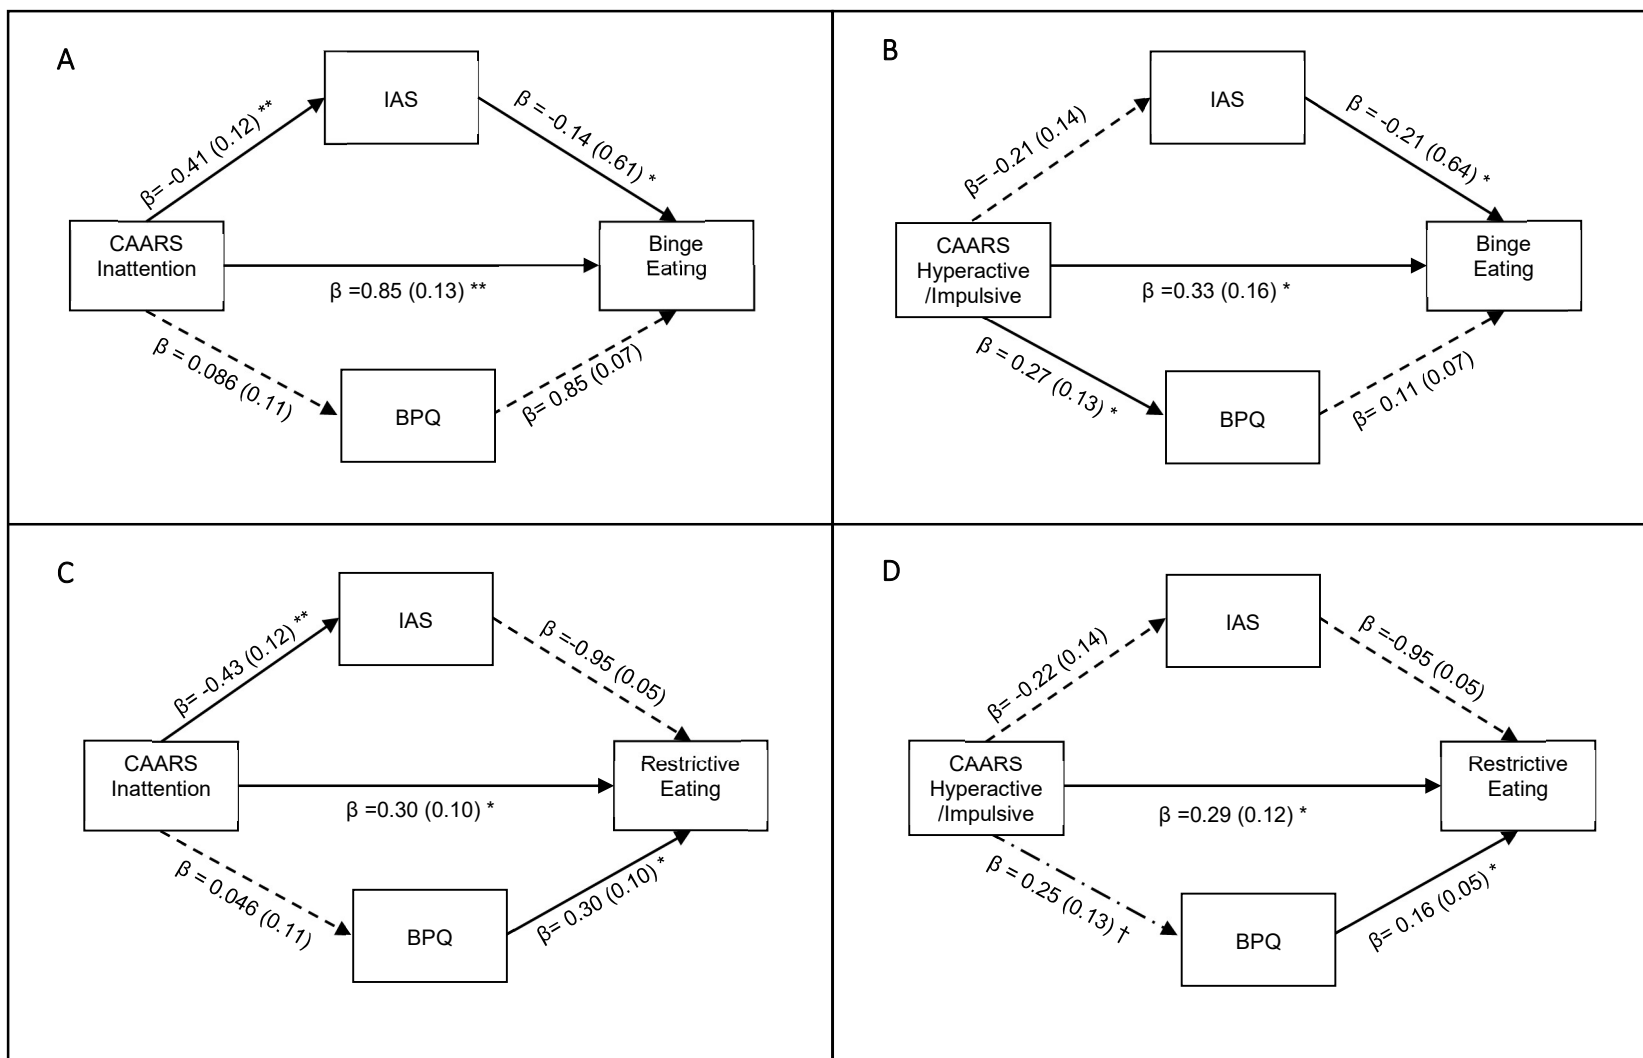 A
IAS
β= -0.41 (0.12) **
β = -0.14 (0.61) *
CAARS
Inattention
Binge
Eating
β =0.85 (0.13) **
β = 0.086 (0.11)
β= 0.85 (0.07)
BPQ
B
IAS
β= -0.21 (0.14)
β = -0.21 (0.64) *
CAARS
Hyperactive
/Impulsive
Binge
Eating
β =0.33 (0.16) *
β = 0.27 (0.13) *
β= 0.11 (0.07)
BPQ
C
IAS
β= -0.43 (0.12) **
β =-0.95 (0.05)
CAARS
Inattention
Restrictive
Eating
β =0.30 (0.10) *
β = 0.046 (0.11)
β= 0.30 (0.10) *
BPQ
D
IAS
β= -0.22 (0.14)
β =-0.95 (0.05)
CAARS
Hyperactive
/Impulsive
Restrictive
Eating
β =0.29 (0.12) *
β = 0.25 (0.13) †
β= 0.16 (0.05) *
BPQ